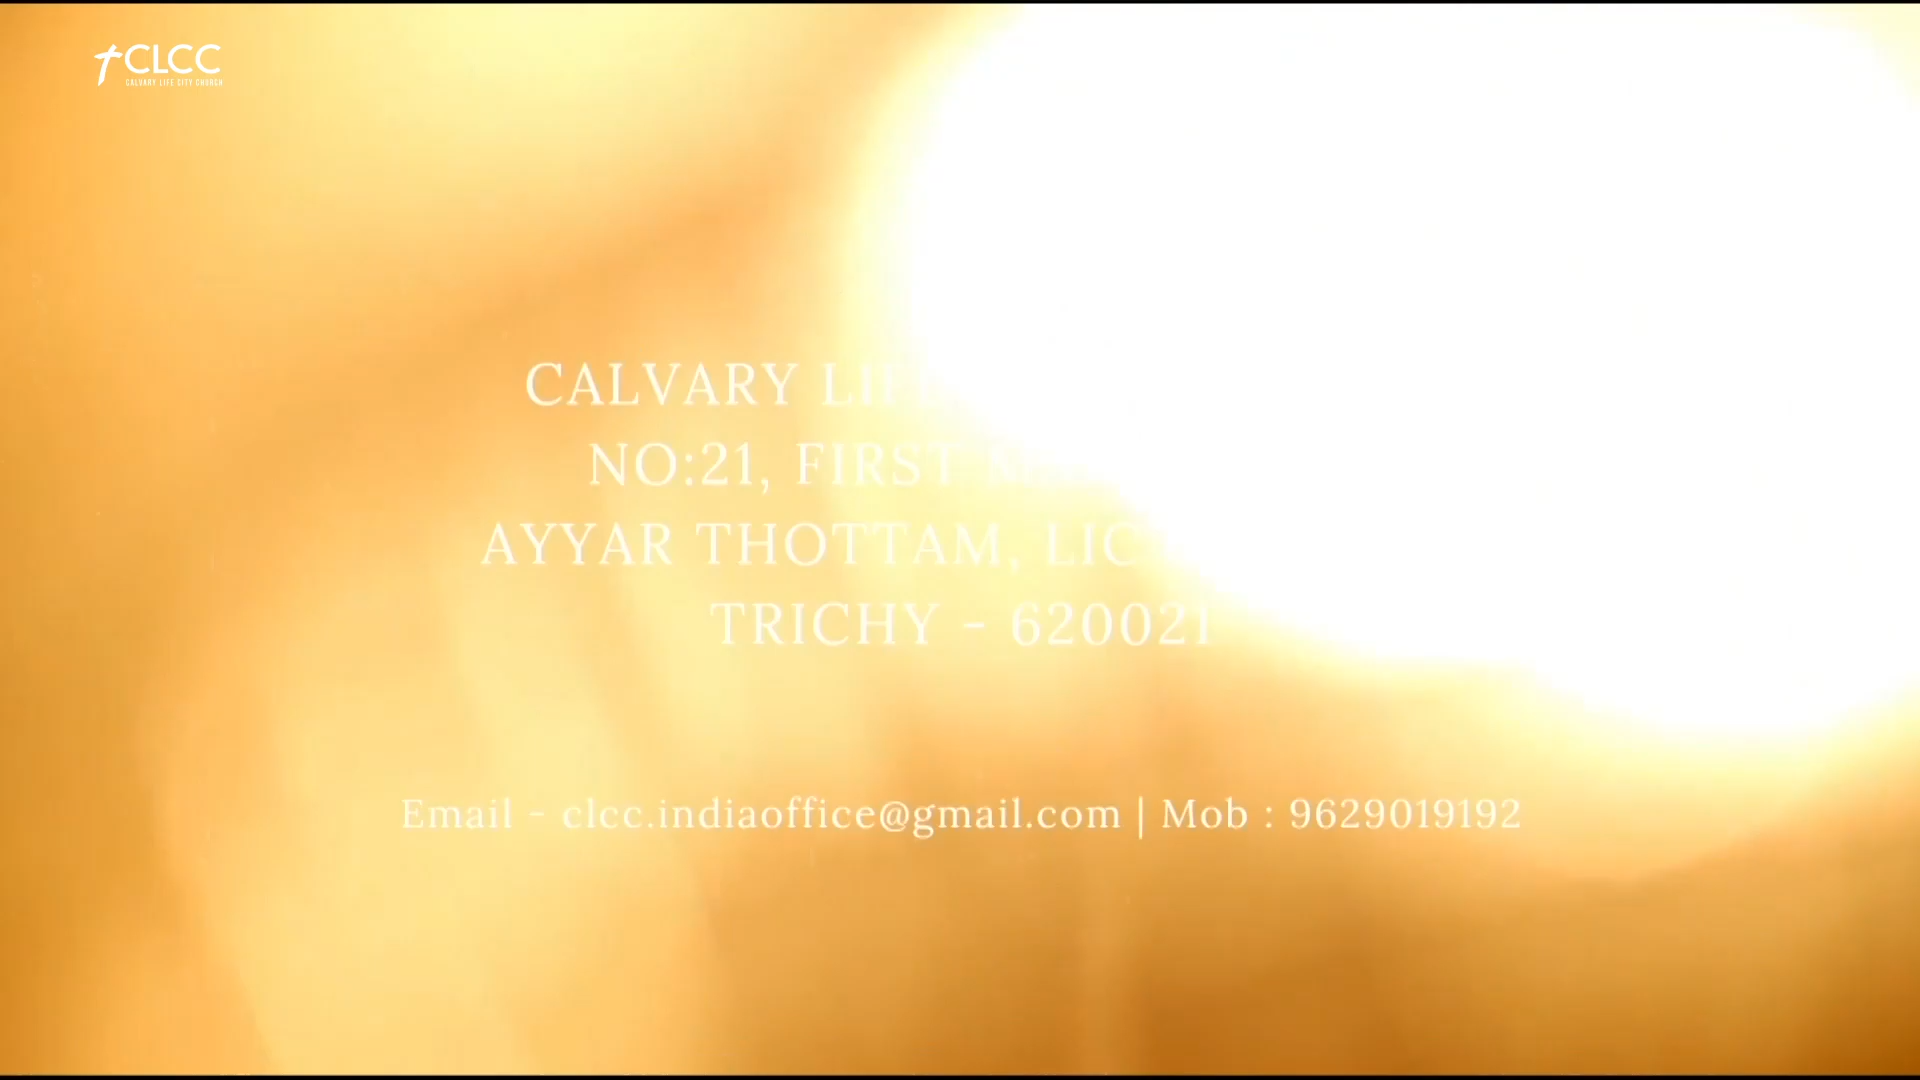 CLCC
CALVARY LIFE CITY CHURCH
CALVARY LIFE
NO:21, FIRST
AYYAR THOTTAM, LIC
TRICHY - 620021
Email - clcc.indiaoffice@gmail.com | Mob : 9629019192